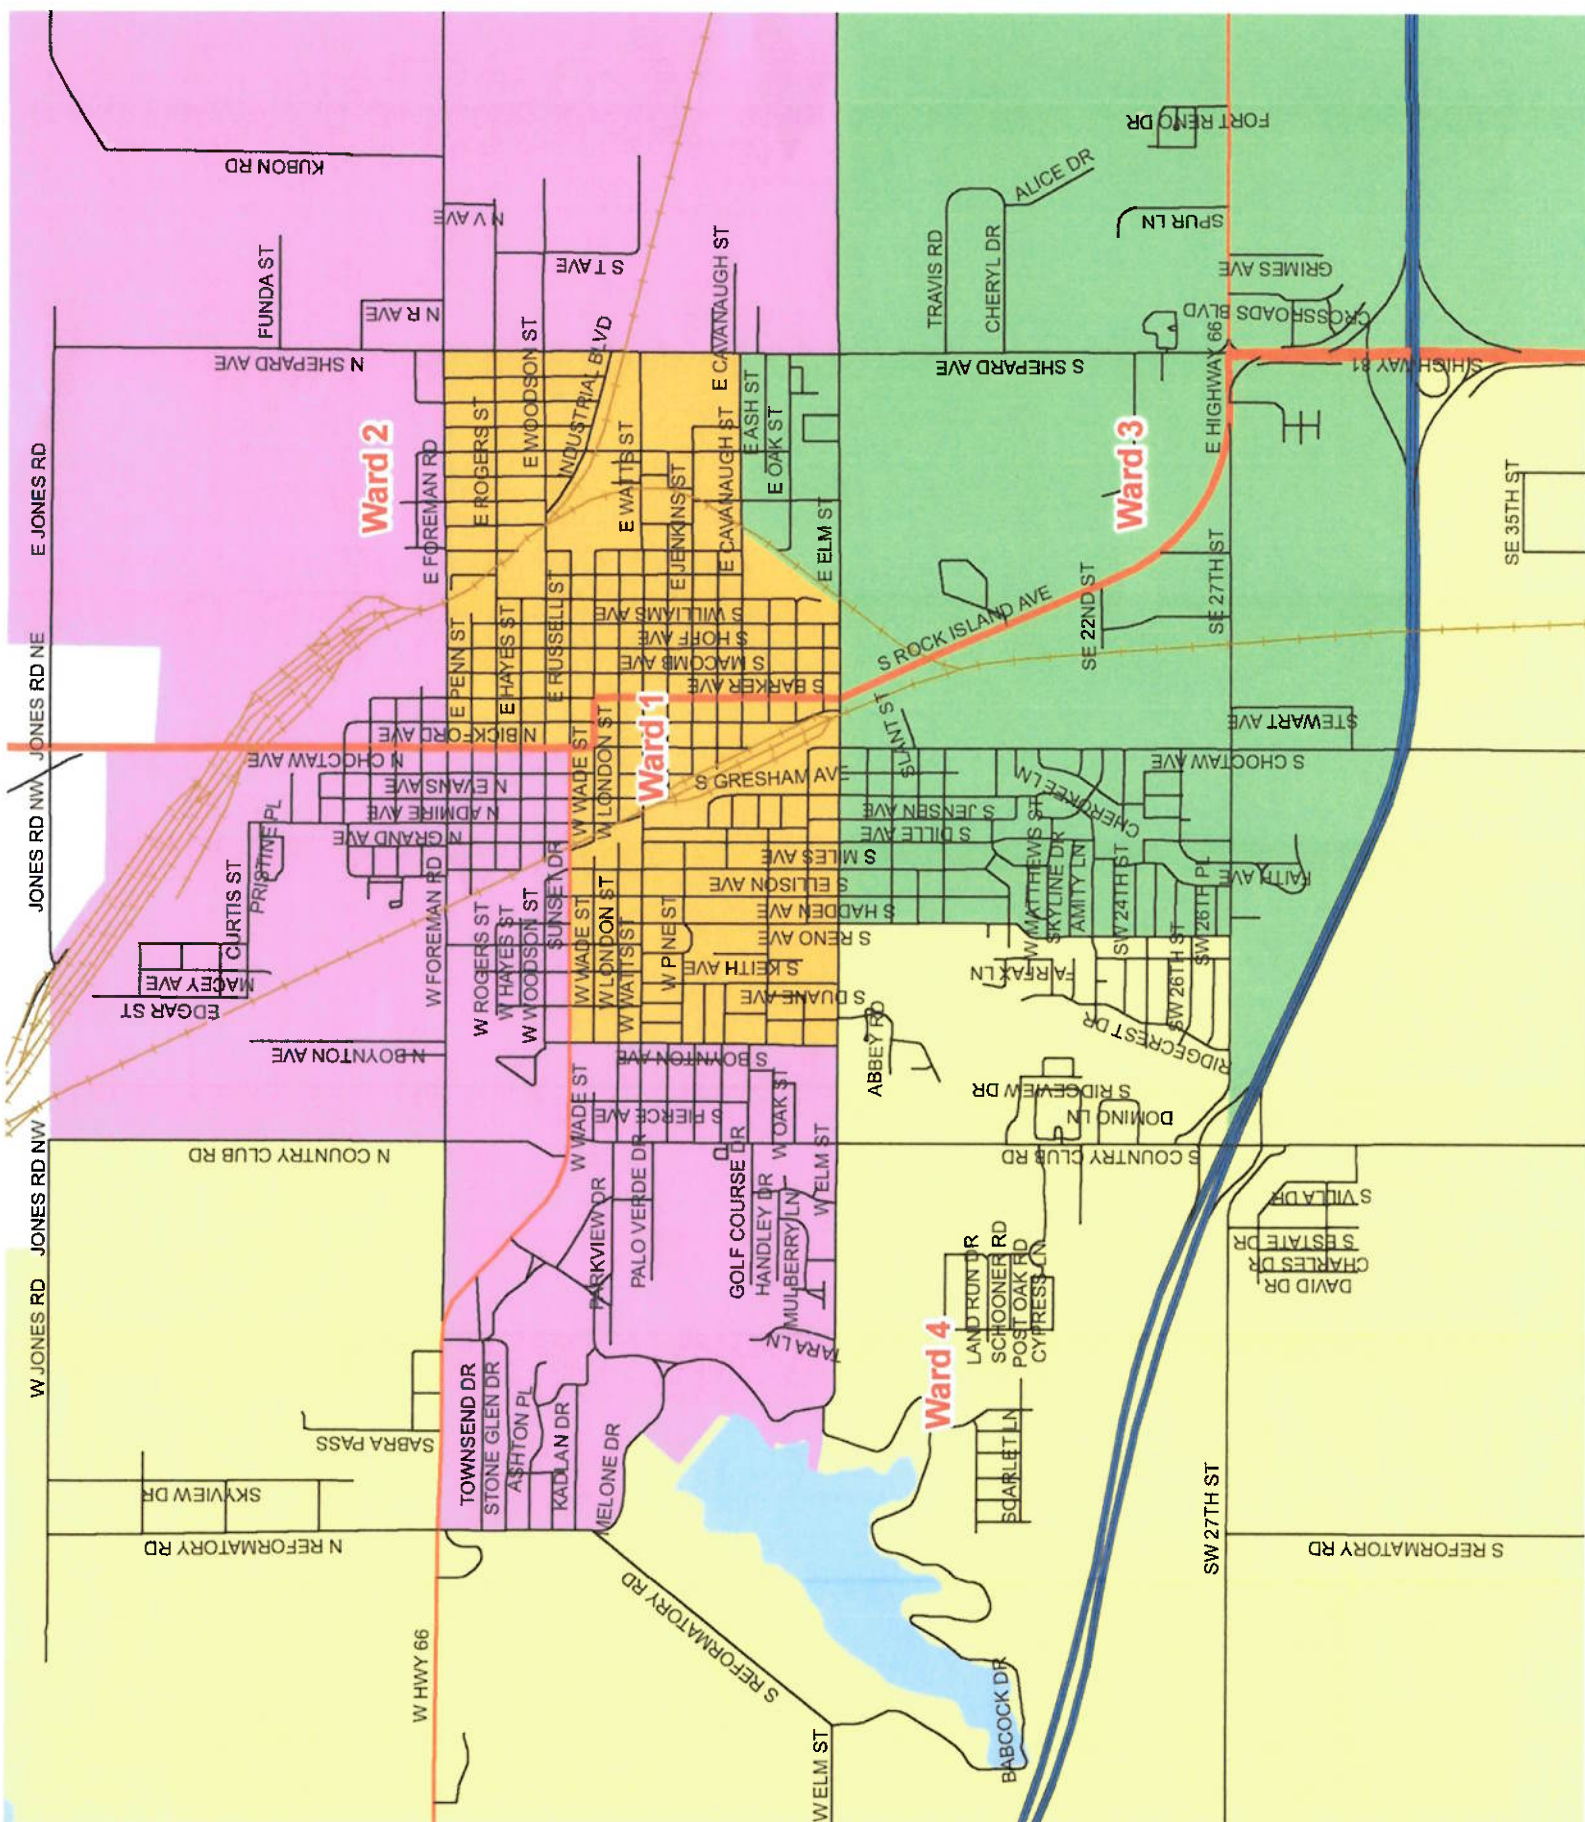 KUBON RD
FORT RENO DR
ALICE DR
SPUR LN
N V AVE
S T AVE
FUNDA ST
N R AVE
E CAVANAUGH ST
TRAVIS RD
CHERYL DR
GRIMES AVE
CROSSROADS BLVD
N SHEPARD AVE
S SHEPARD AVE
E HIGHWAY 66
S HIGHWAY 81
E JONES RD
Ward 2
E FOREMAN RD
E ROGERS ST
E WOODSON ST
INDUSTRIAL BLVD
E WATTS ST
E JENKINS ST
E CAVANAUGH ST
E ASH ST
E OAK ST
E ELM ST
Ward 3
SE 35TH ST
SE 27TH ST
SE 22ND ST
S ROCK ISLAND AVE
JONES RD NE
E PENN ST
E HAYES ST
E RUSSELL ST
S WILLIAMS AVE
S HOFF AVE
S MACOMB AVE
S BARKER AVE
Ward 1
N BICKFORD AVE
N CHOCTAW AVE
N EVANS AVE
N ADMIRE AVE
N GRAND AVE
W WADE ST
W LONDON ST
S GRESHAM AVE
SLANT ST
STEWART AVE
S CHOCTAW AVE
CHEROKEE LN
S JENSEN AVE
S DILLE AVE
S MILES AVE
S ELLISON AVE
S HADDEN AVE
S RENO AVE
S KEITH AVE
S DUANE AVE
W MATTHEWS ST
SKYLINE DR
AMITY LN
SW 24TH ST
SW 26TH PL
SW 26TH ST
FAITH AVE
FAIRFAX LN
RIDGECREST DR
JONES RD NW
PRISTINE PL
CURTIS ST
MACEY AVE
EDGAR ST
N BOYNTON AVE
W FOREMAN RD
W ROGERS ST
W HAYES ST
W WOODSON ST
SUNSET DR
W WADE ST
W LONDON ST
W WATTS ST
W PINE ST
S BOYNTON AVE
S PIERCE AVE
W OAK ST
ABBEY RD
S RIDGEVIEW DR
DOMINO LN
JONES RD NW
N COUNTRY CLUB RD
W WADE ST
S COUNTRY CLUB RD
PARKVIEW DR
PALO VERDE DR
GOLF COURSE DR
HANDLEY DR
MULBERRY LN
W ELM ST
TARA LN
S VILLA DR
S ESTATE DR
CHARLES DR
DAVID DR
LAND RUN DR
SCHOONER RD
POST OAK RD
CYPRESS LN
Ward 4
SCARLET LN
W JONES RD
SABRA PASS
SKYVIEW DR
N REFORMATORY RD
TOWNSEND DR
STONE GLEN DR
ASHTON PL
KADLAN DR
MELONE DR
S REFORMATORY RD
W HWY 66
W ELM ST
BABCOCK DR
SW 27TH ST
S REFORMATORY RD